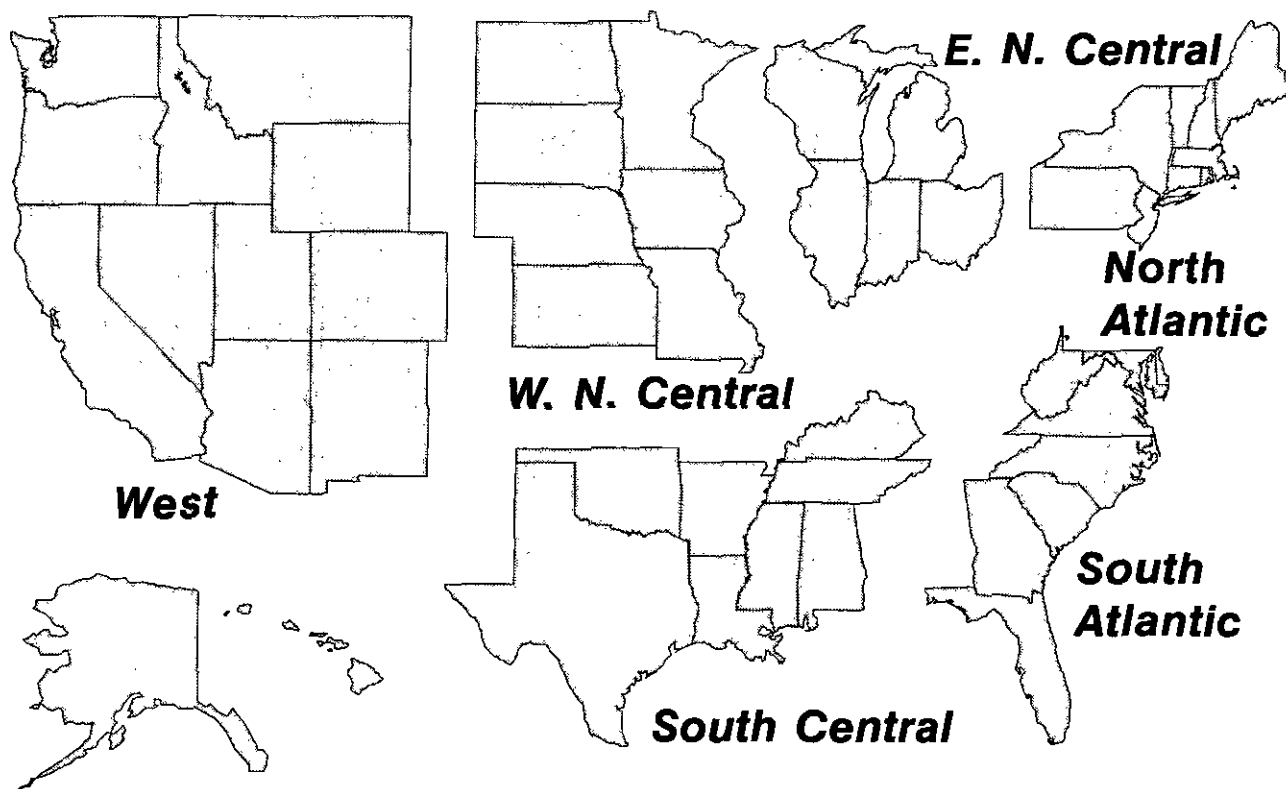 E. N. Central
North
Atlantic
W. N. Central
West
South
Atlantic
South Central